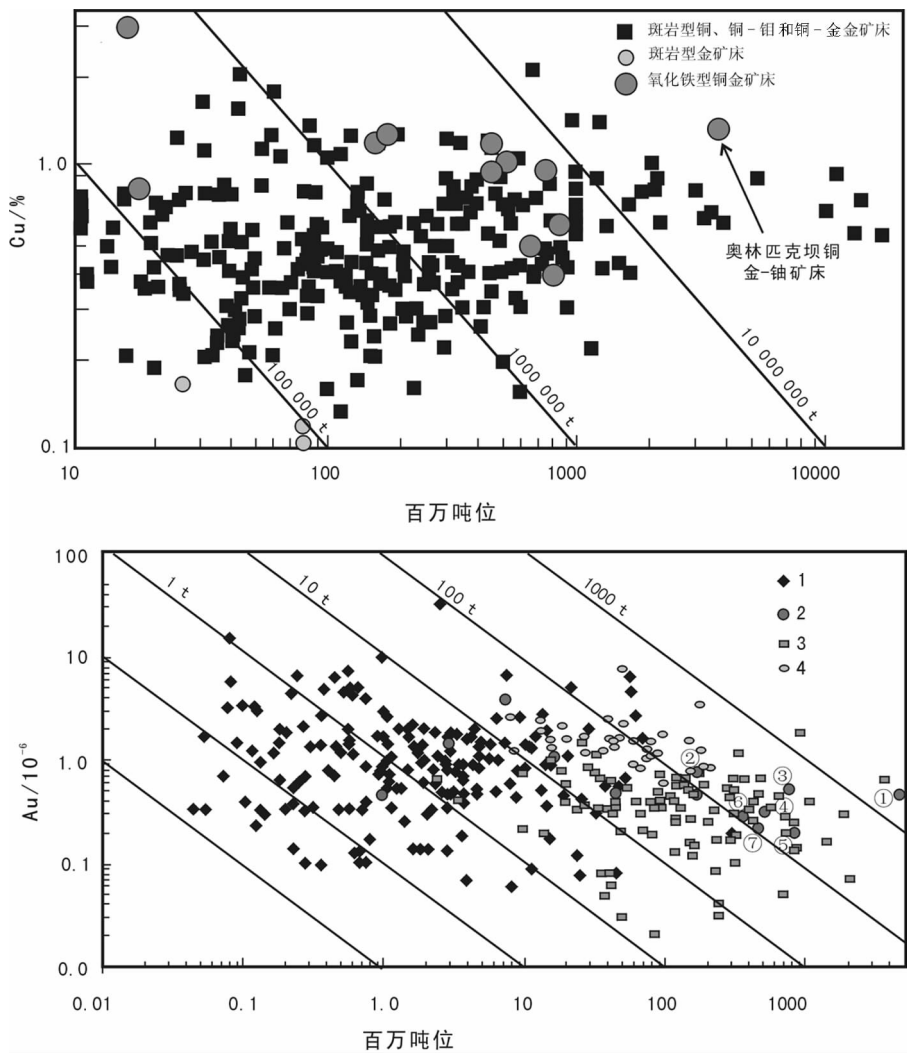 斑岩型铜、铜-钼和铜-金金矿床
斑岩型金矿床
氧化铁型铜金矿床
1.0
Cu/%
奥林匹克坝铜
金-铀矿床
100 000 t
1000 000 t
10 000 000 t
0.1
10
100
1000
10000
百万吨位
100
1 t
10 t
100 t
1000 t
1
2
3
4
10
Au/10⁻⁶
1.0
②
③
①
⑥
④
⑦
⑤
0.1
0.0
0.01
0.1
1.0
10
100
1000
百万吨位